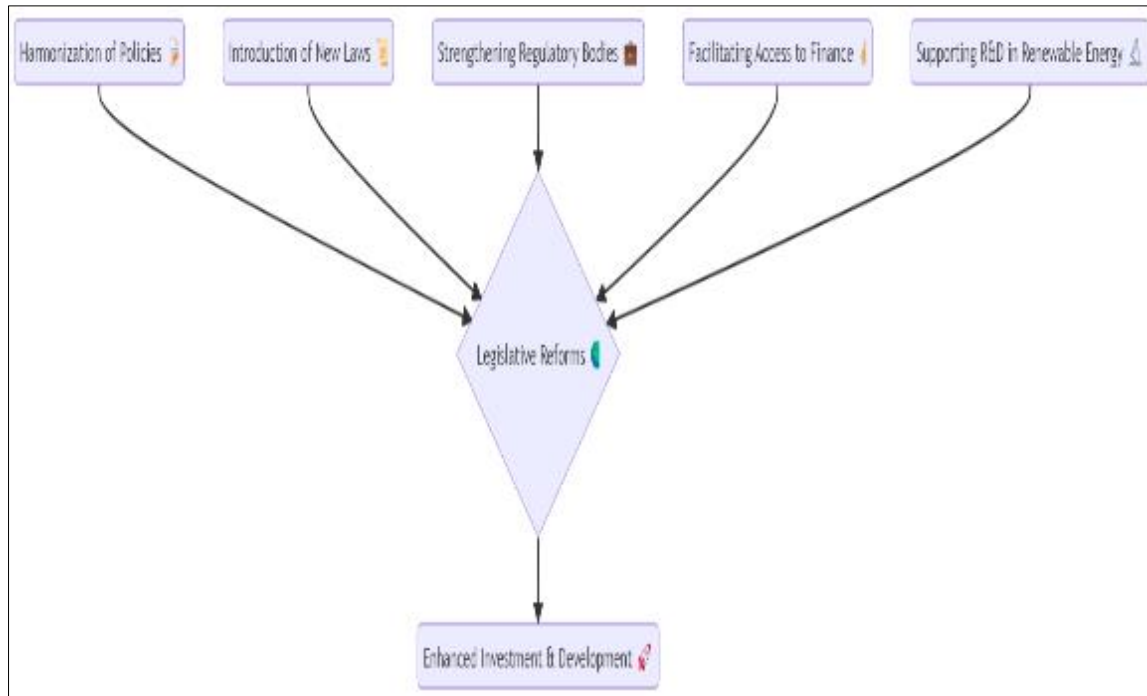 Harmonization of Policies
Introduction of New Laws
Strengthening Regulatory Bodies
Facilitating Access to Finance
Supporting R&D in Renewable Energy
Legislative Reforms
Enhanced Investment & Development